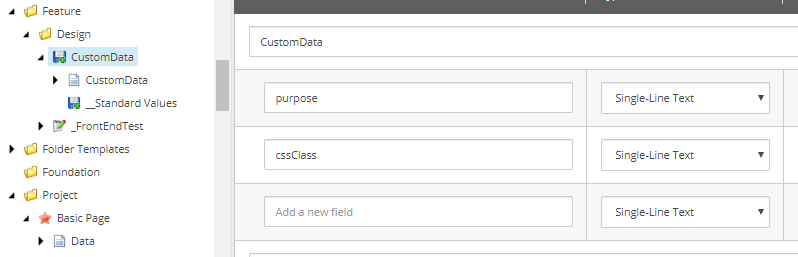 Feature
Design
CustomData
CustomData
__Standard Values
_FrontEndTest
Folder Templates
Foundation
Project
Basic Page
Data
CustomData
purpose Single-Line Text
cssClass Single-Line Text
Add a new field Single-Line Text